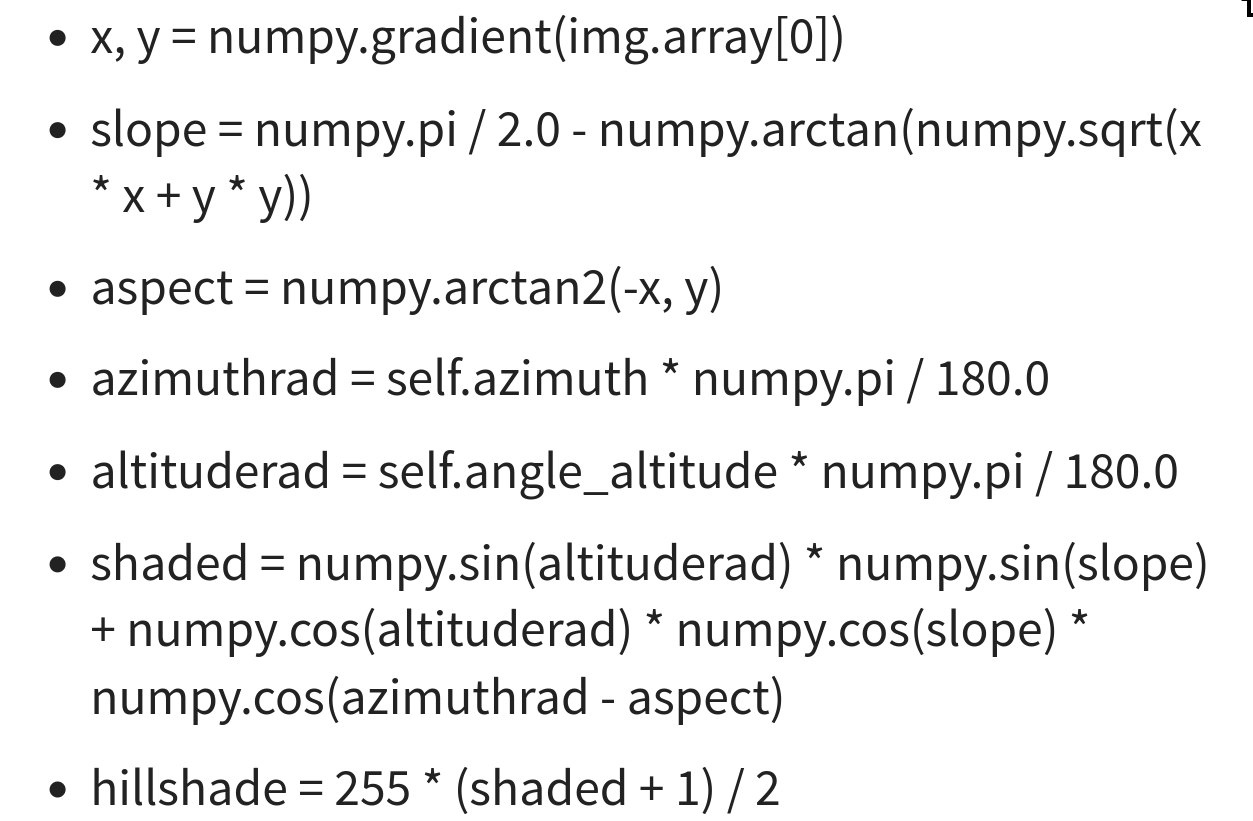 • x, y = numpy.gradient(img.array[0])
• slope = numpy.pi / 2.0 - numpy.arctan(numpy.sqrt(x
* x + y * y))
• aspect = numpy.arctan2(-x, y)
• azimuthrad = self.azimuth * numpy.pi / 180.0
• altituderad = self.angle_altitude * numpy.pi / 180.0
• shaded = numpy.sin(altituderad) * numpy.sin(slope)
+ numpy.cos(altituderad) * numpy.cos(slope) *
numpy.cos(azimuthrad - aspect)
• hillshade = 255 * (shaded + 1) / 2